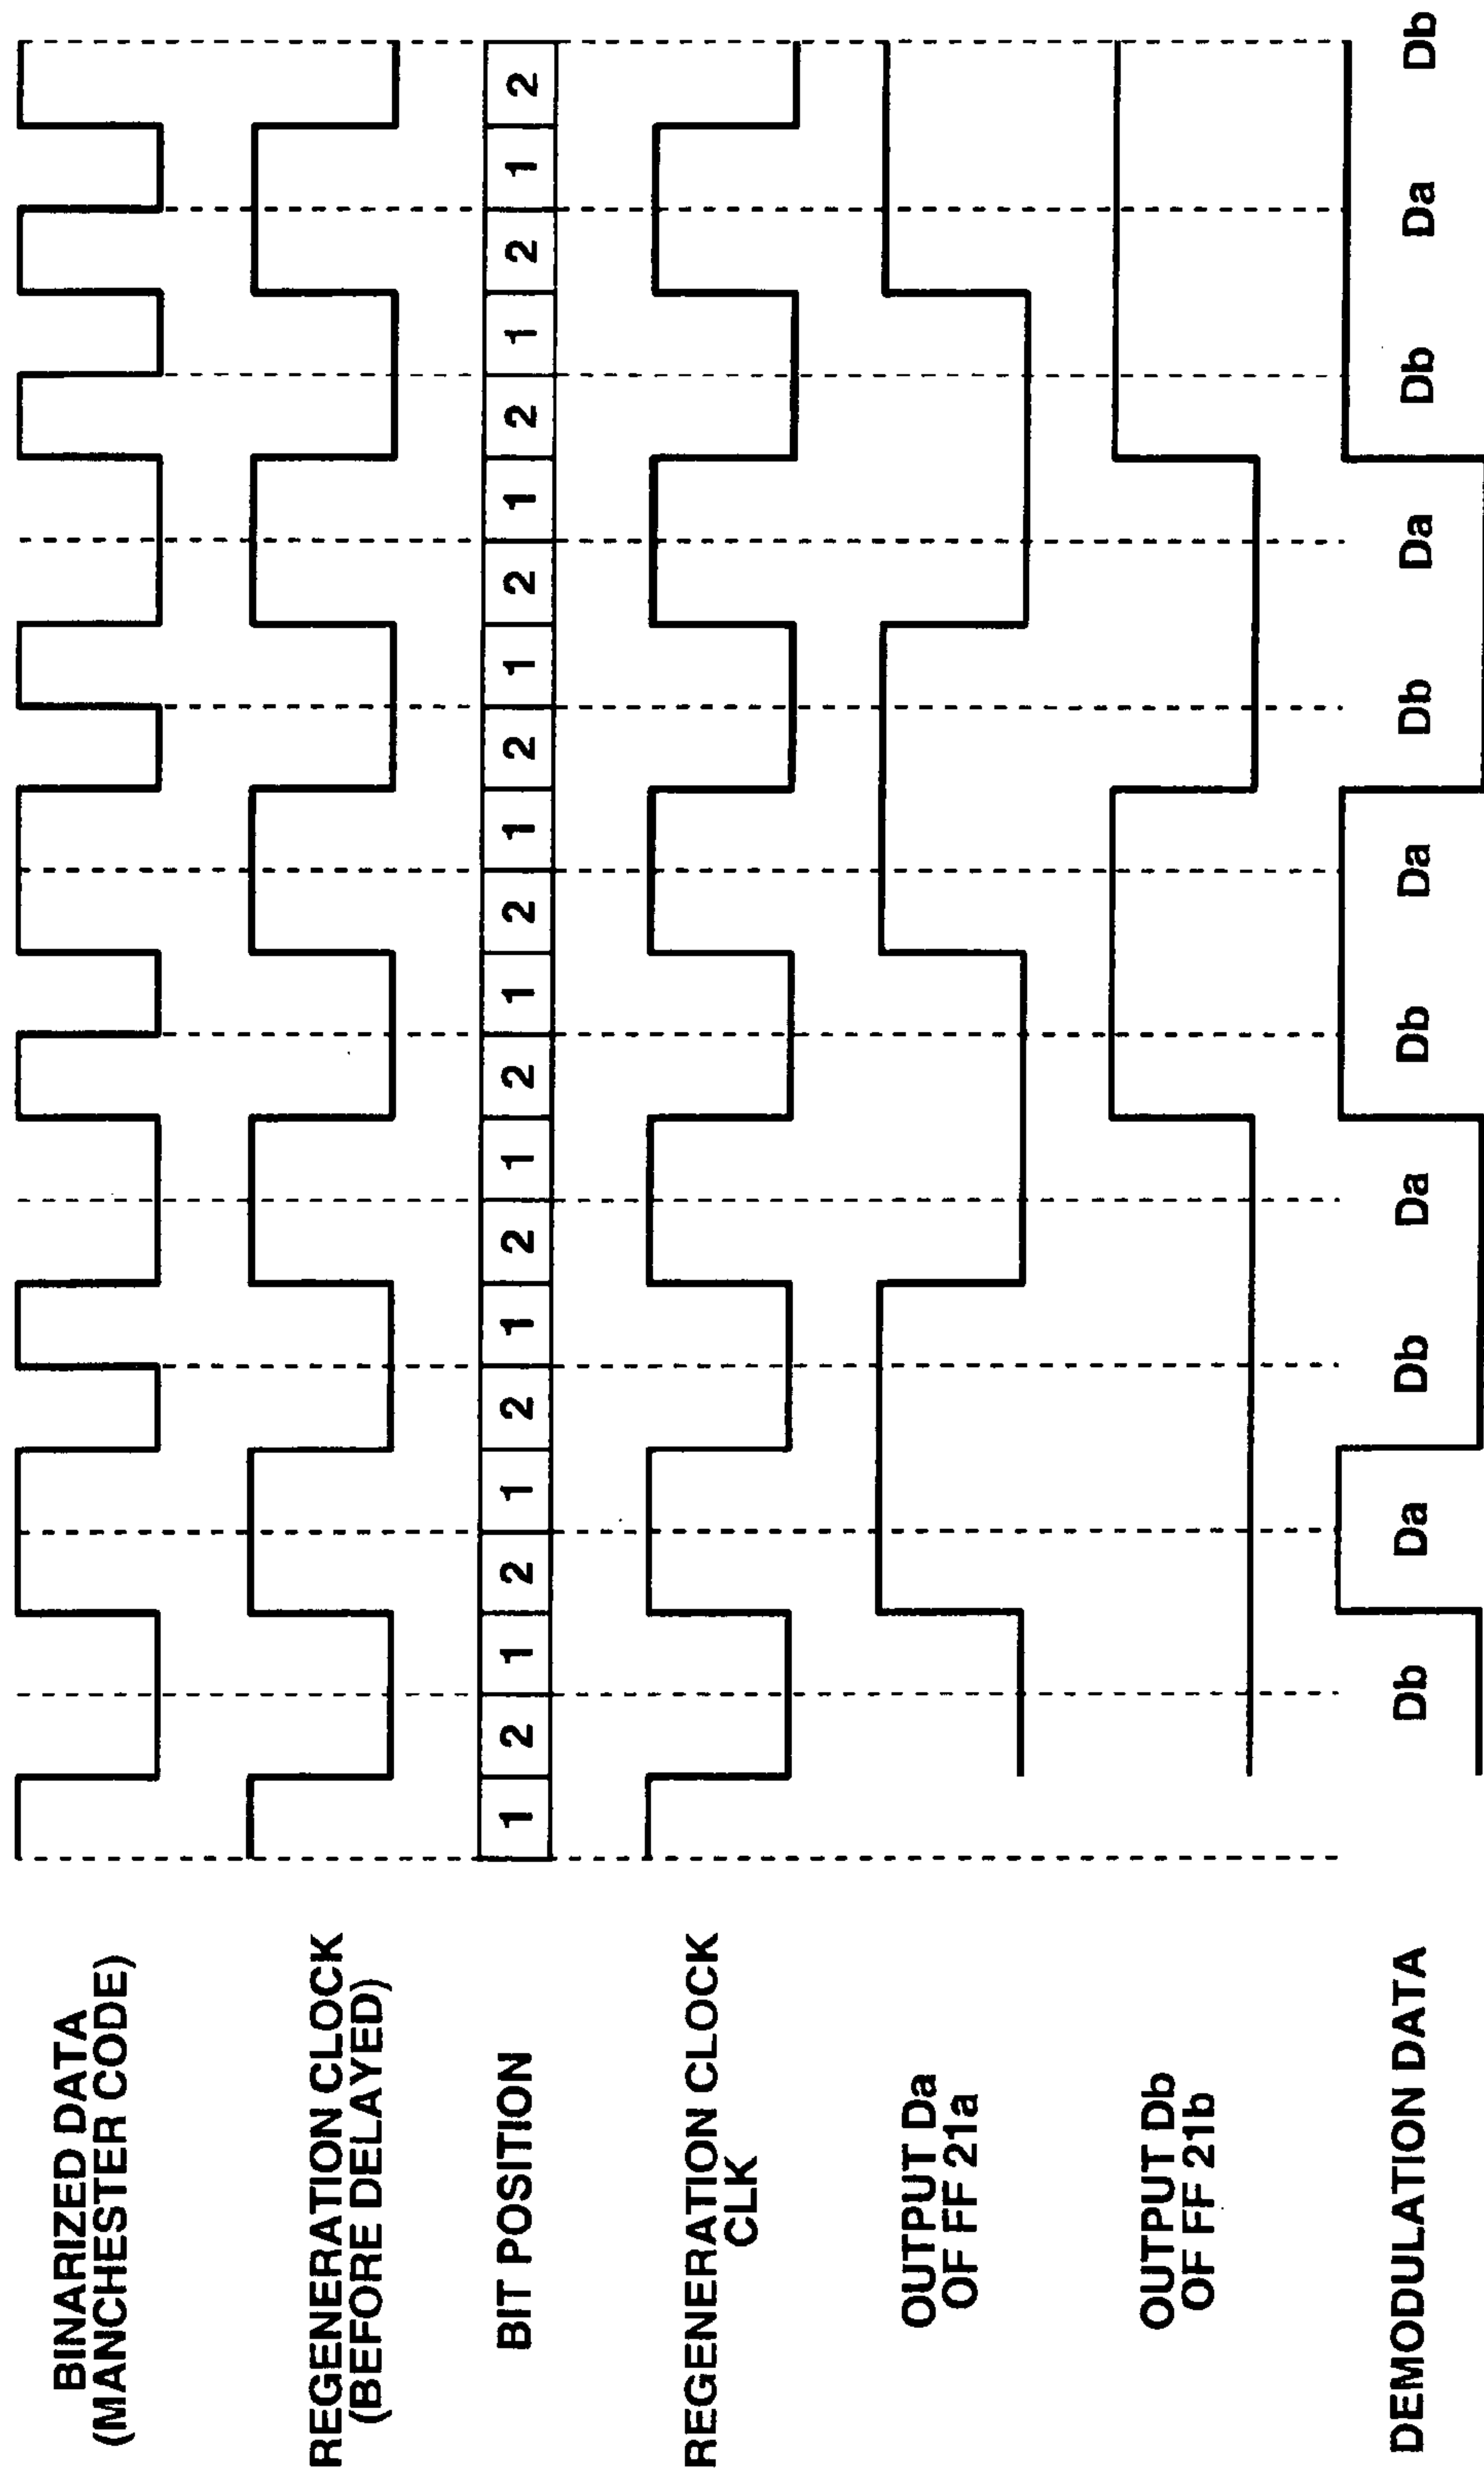 BINARIZED DATA
(MANCHESTER CODE)
REGENERATION CLOCK
(BEFORE DELAYED)
BIT POSITION
1 2 1 2 1 2 1 2 1 2 1 2 1 2 1 2 1 2 1 2 1 2
REGENERATION CLOCK
CLK
OUTPUT Da
OF FF 21a
OUTPUT Db
OF FF 21b
DEMODULATION DATA
Db Da Db Da Db Da Db Da Db Da Db